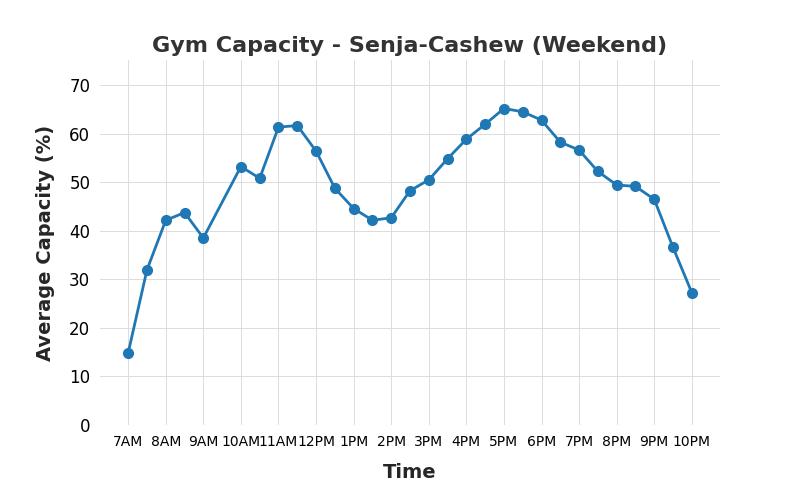 Gym Capacity - Senja-Cashew (Weekend)
Average Capacity (%)
70
60
50
40
30
20
10
0
7AM 8AM 9AM 10AM 11AM 12PM 1PM 2PM 3PM 4PM 5PM 6PM 7PM 8PM 9PM 10PM
Time